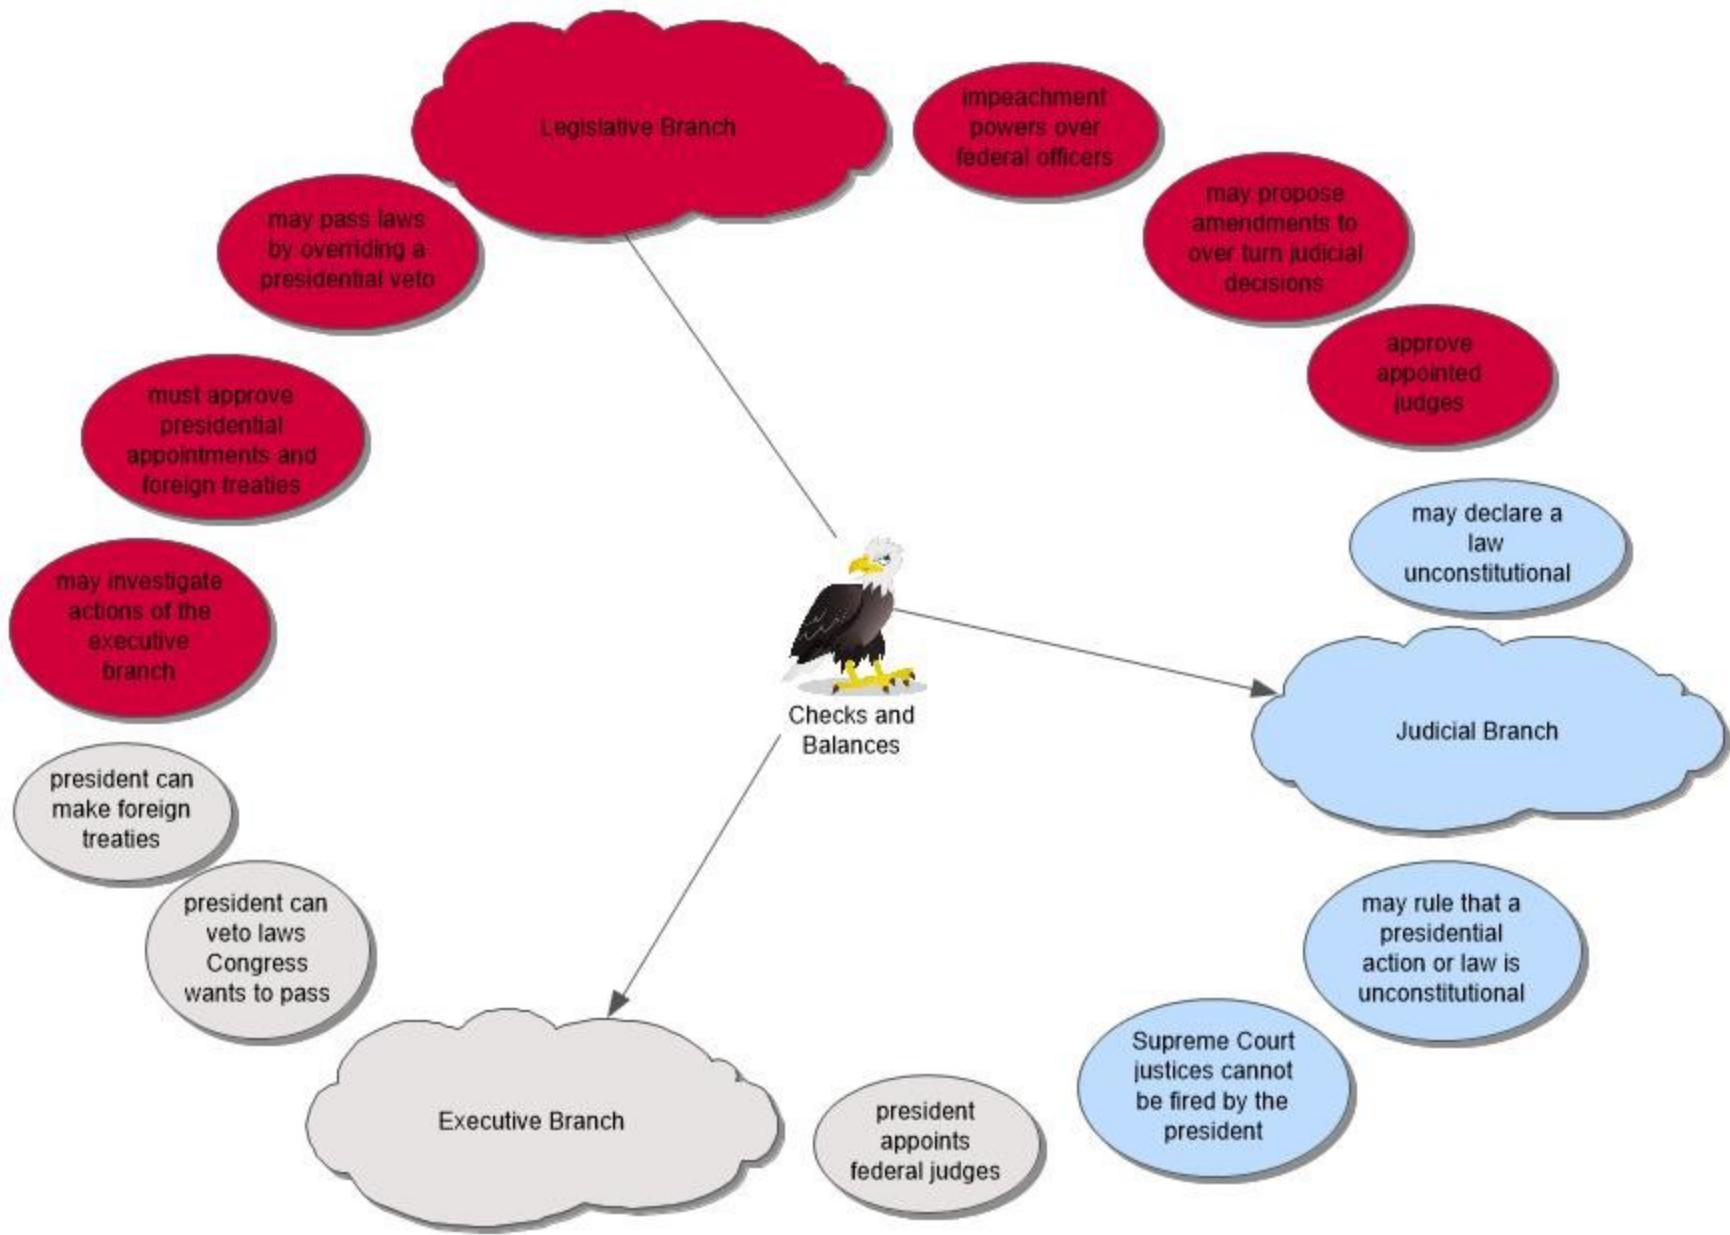 Legislative Branch
impeachment
powers over
federal officers
may propose
amendments to
over turn judicial
decisions
approve
appointed
judges
may pass laws
by overriding a
presidential veto
must approve
presidential
appointments and
foreign treaties
may investigate
actions of the
executive
branch
may declare a
law
unconstitutional
Checks and
Balances
Judicial Branch
president can
make foreign
treaties
president can
veto laws
Congress
wants to pass
may rule that a
presidential
action or law is
unconstitutional
Supreme Court
justices cannot
be fired by the
president
Executive Branch
president
appoints
federal judges